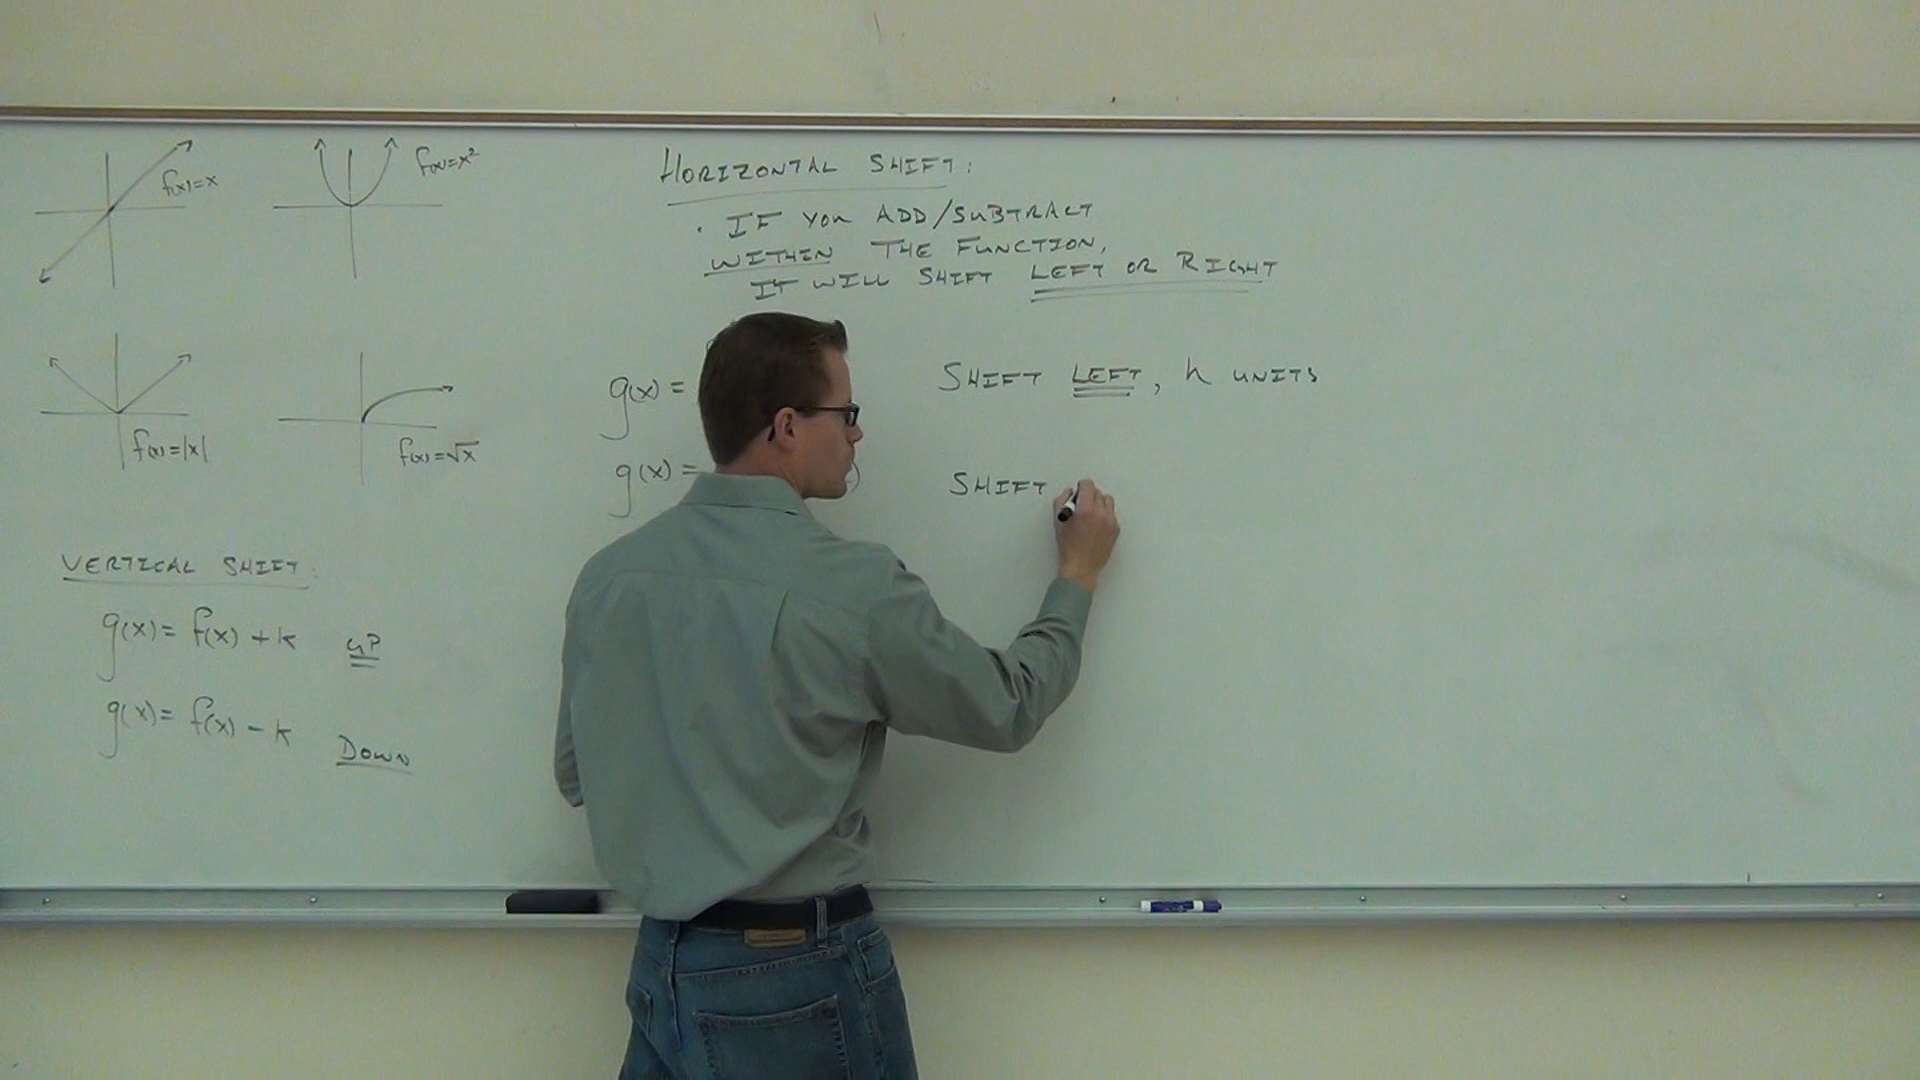 f(x)=x
f(x)=x²
f(x)=|x|
f(x)=√x
VERTICAL SHIFT:
g(x)= f(x) + k UP
g(x)= f(x) - k DOWN
HORIZONTAL SHIFT:
· IF YOU ADD/SUBTRACT
WITHIN THE FUNCTION,
IT WILL SHIFT LEFT OR RIGHT
g(x) = SHIFT LEFT, h UNITS
g(x) = ) SHIFT